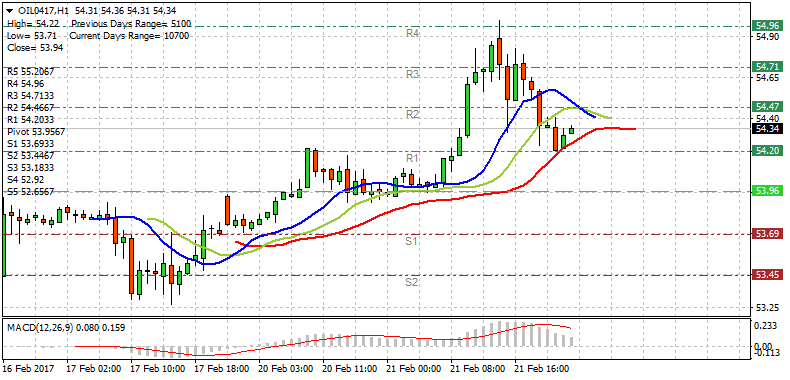 OIL0417,H1 54.31 54.36 54.31 54.34
High= 54.22 Previous Days Range= 5100
Low= 53.71 Current Days Range= 10700
Close= 53.94
R5 55.2067
R4 54.96
R3 54.7133
R2 54.4667
R1 54.2033
Pivot 53.9567
S1 53.6933
S2 53.4467
S3 53.1833
S4 52.92
S5 52.6567
R4
R3
R2
R1
S1
S2
54.96
54.90
54.71
54.65
54.47
54.40
54.34
54.20
53.96
53.69
53.45
53.25
MACD(12,26,9) 0.080 0.159
0.233
0.00
-0.113
16 Feb 2017
17 Feb 02:00
17 Feb 10:00
17 Feb 18:00
20 Feb 03:00
20 Feb 11:00
21 Feb 00:00
21 Feb 08:00
21 Feb 16:00